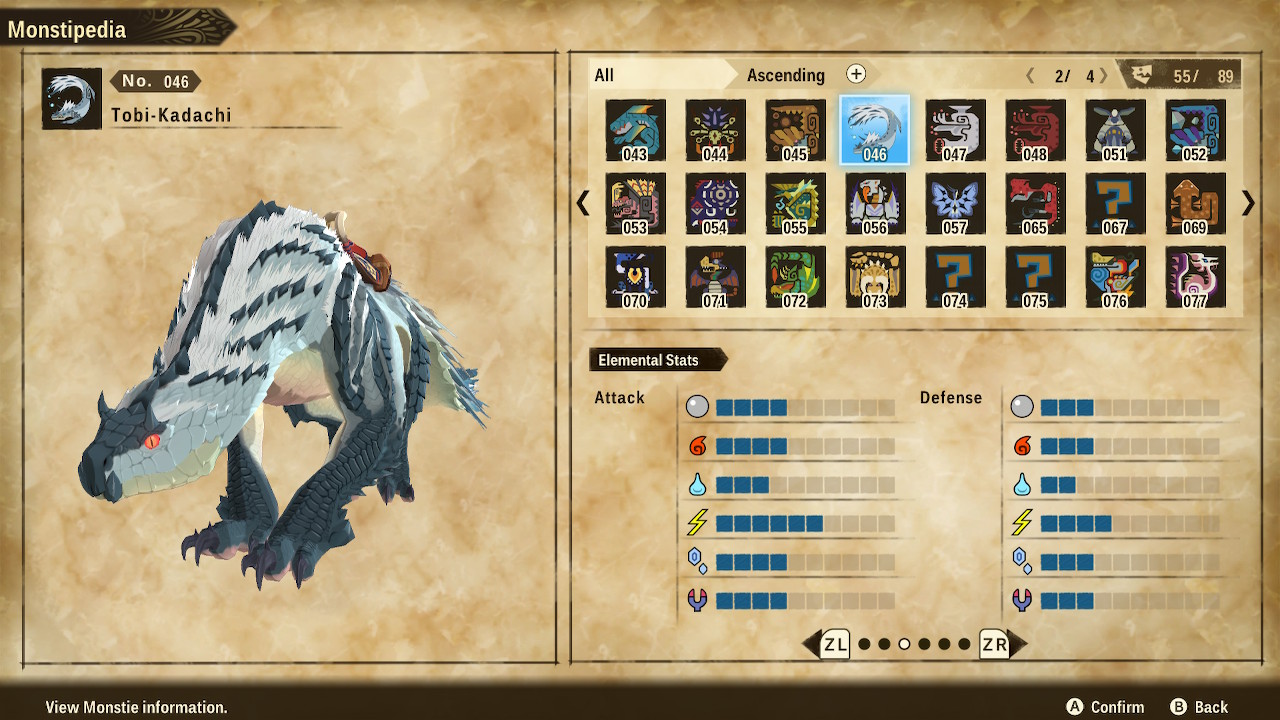 Monstipedia
No. 046
Tobi-Kadachi
All
Ascending
2/ 4
55/ 89
043 044 045 046 047 048 051 052
053 054 055 056 057 065 067 069
070 071 072 073 074 075 076 077
Elemental Stats
Attack
Defense
ZL
ZR
View Monstie information.
A Confirm
B Back